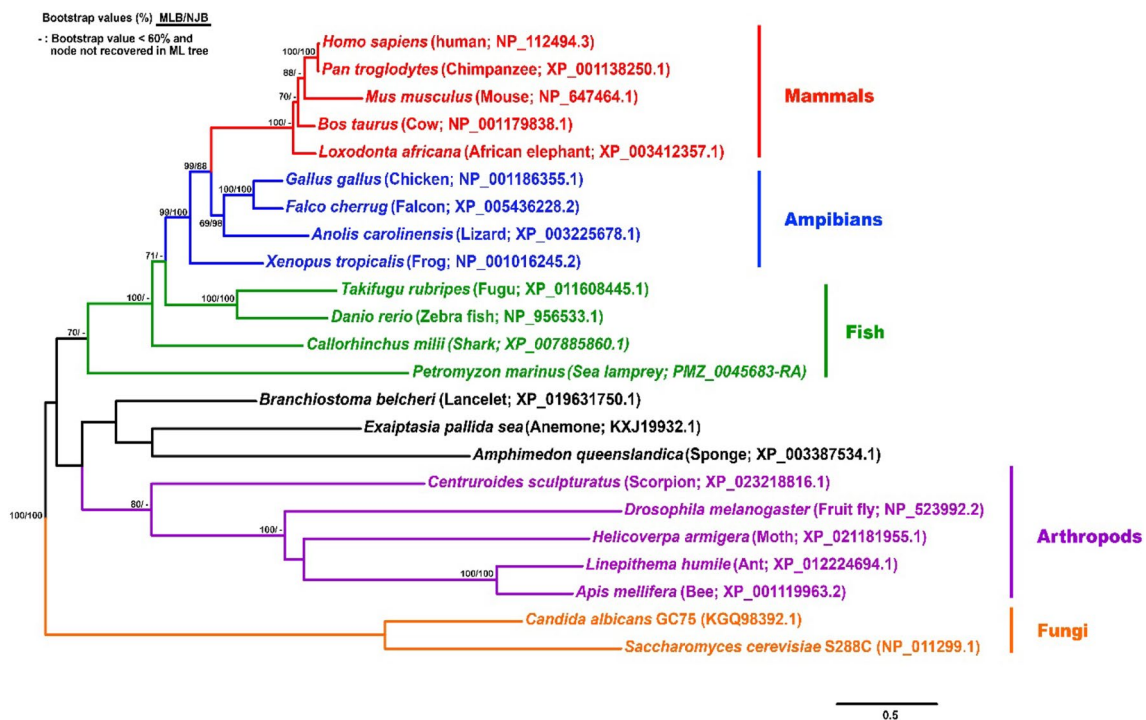 Bootstrap values (%) MLB/NJB
- : Bootstrap value < 60% and
node not recovered in ML tree
100/100
Homo sapiens (human; NP_112494.3)
88/ -
Pan troglodytes (Chimpanzee; XP_001138250.1)
70/ -
Mus musculus (Mouse; NP_647464.1)
Mammals
100/ -
Bos taurus (Cow; NP_001179838.1)
Loxodonta africana (African elephant; XP_003412357.1)
99/88
Gallus gallus (Chicken; NP_001186355.1)
100/100
Falco cherrug (Falcon; XP_005436228.2)
99/100
69/98
Ampibians
Anolis carolinensis (Lizard; XP_003225678.1)
71/ -
Xenopus tropicalis (Frog; NP_001016245.2)
Takifugu rubripes (Fugu; XP_011608445.1)
100/ -
100/100
Danio rerio (Zebra fish; NP_956533.1)
Fish
70/ -
Callorhinchus milii (Shark; XP_007885860.1)
Petromyzon marinus (Sea lamprey; PMZ_0045683-RA)
Branchiostoma belcheri (Lancelet; XP_019631750.1)
Exaiptasia pallida sea (Anemone; KXJ19932.1)
Amphimedon queenslandica (Sponge; XP_003387534.1)
Centruroides sculpturatus (Scorpion; XP_023218816.1)
80/ -
Drosophila melanogaster (Fruit fly; NP_523992.2)
100/100
100/ -
Helicoverpa armigera (Moth; XP_021181955.1)
Arthropods
Linepithema humile (Ant; XP_012224694.1)
100/100
Apis mellifera (Bee; XP_001119963.2)
Candida albicans GC75 (KGQ98392.1)
Fungi
Saccharomyces cerevisiae S288C (NP_011299.1)
0.5